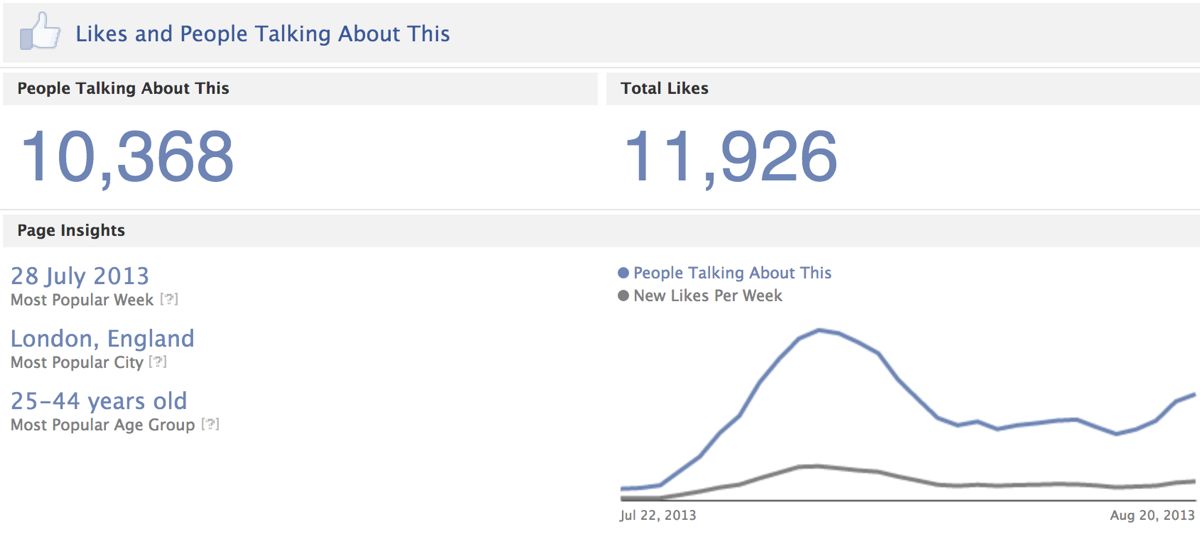 Likes and People Talking About This
People Talking About This
Total Likes
10,368
11,926
Page Insights
28 July 2013
Most Popular Week [?]
London, England
Most Popular City [?]
25–44 years old
Most Popular Age Group [?]
People Talking About This
New Likes Per Week
Jul 22, 2013
Aug 20, 2013